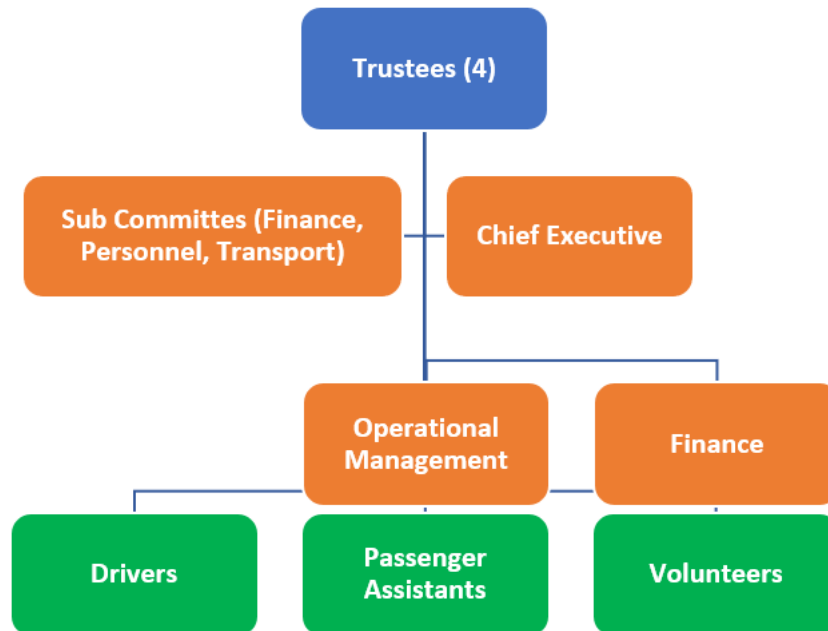 Trustees (4)
Sub Committes (Finance,
Personnel, Transport)
Chief Executive
Operational
Management
Finance
Drivers
Passenger
Assistants
Volunteers